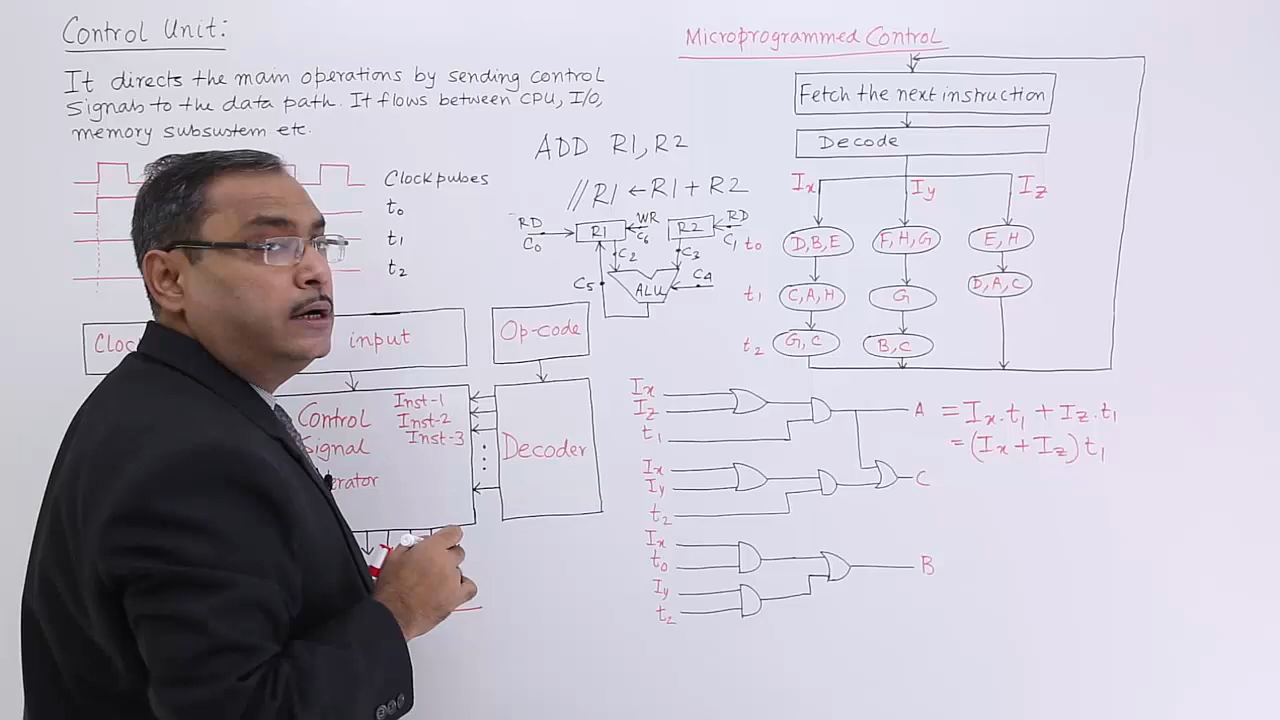 Control Unit:
It directs the main operations by sending control
signals to the data path. It flows between CPU, I/O,
memory subsustem etc.
Clock pulses
t0
t1
t2
input
Op-code
Control
Signal
Inst-1
Inst-2
Inst-3
Decoder
ADD R1, R2
// R1 ← R1 + R2
RD
C0
R1
WR
C6
R2
RD
C1
C2
C3
C5
ALU
C4
Microprogrammed Control
Fetch the next instruction
Decode
Ix
Iy
Iz
t0
D,B,E
F,H,G
E,H
t1
C,A,H
G
D,A,C
t2
G,C
B,C
Ix
Iz
t1
A = Ix.t1 + Iz.t1
= (Ix + Iz) t1
Ix
Iy
t2
C
Ix
t0
Iy
t2
B